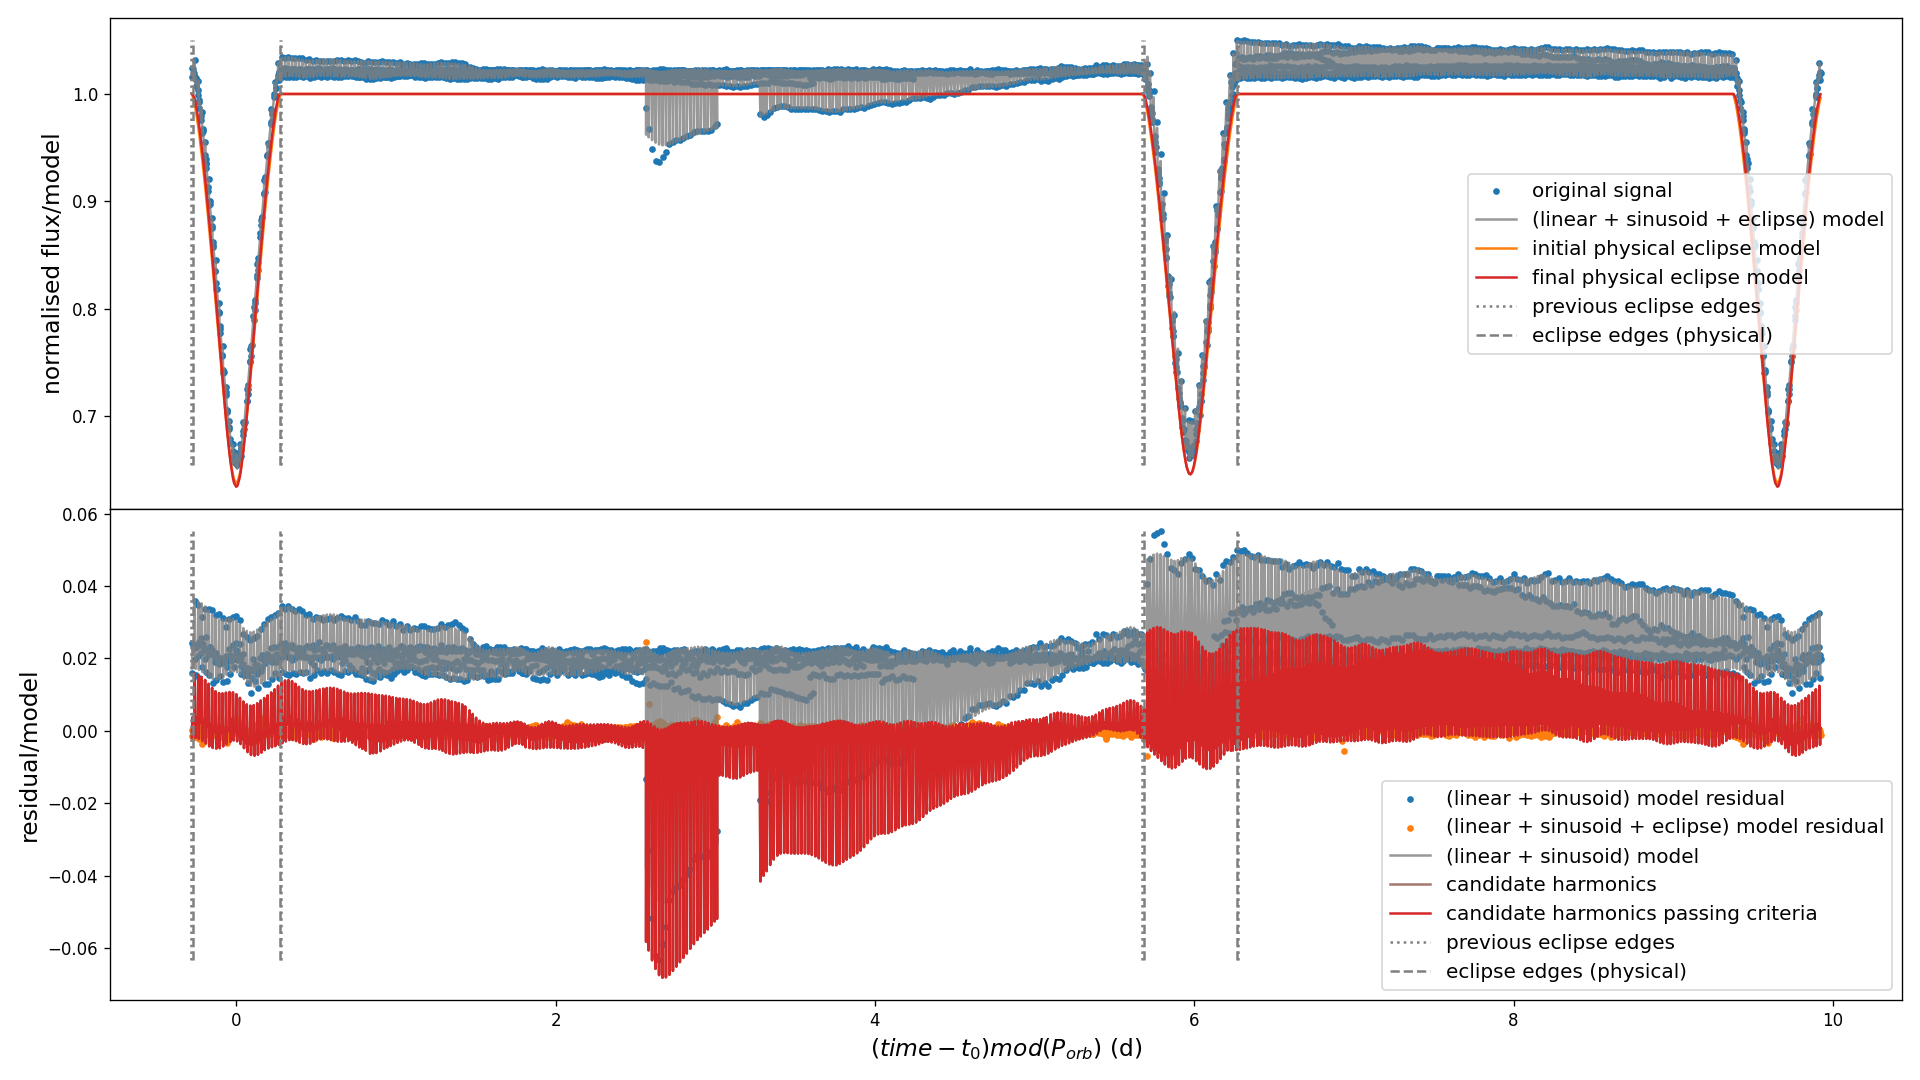 normalised flux/model
1.0
0.9
0.8
0.7
original signal
(linear + sinusoid + eclipse) model
initial physical eclipse model
final physical eclipse model
previous eclipse edges
eclipse edges (physical)
residual/model
0.06
0.04
0.02
0.00
−0.02
−0.04
−0.06
(linear + sinusoid) model residual
(linear + sinusoid + eclipse) model residual
(linear + sinusoid) model
candidate harmonics
candidate harmonics passing criteria
previous eclipse edges
eclipse edges (physical)
0 2 4 6 8 10
(time − t₀)mod(Pₒᵣb) (d)